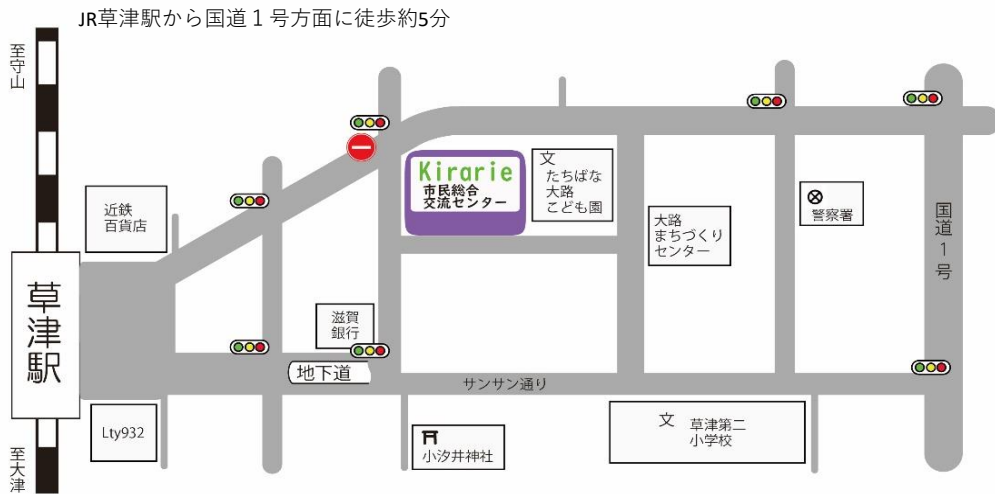 JR草津駅から国道１号方面に徒歩約5分
至守山
近鉄
百貨店
草津駅
Lty932
至大津
Kirarie
市民総合
交流センター
文
たちばな
大路
こども園
大路
まちづくり
センター
警察署
国道１号
滋賀
銀行
地下道
サンサン通り
小汐井神社
文 草津第二
小学校